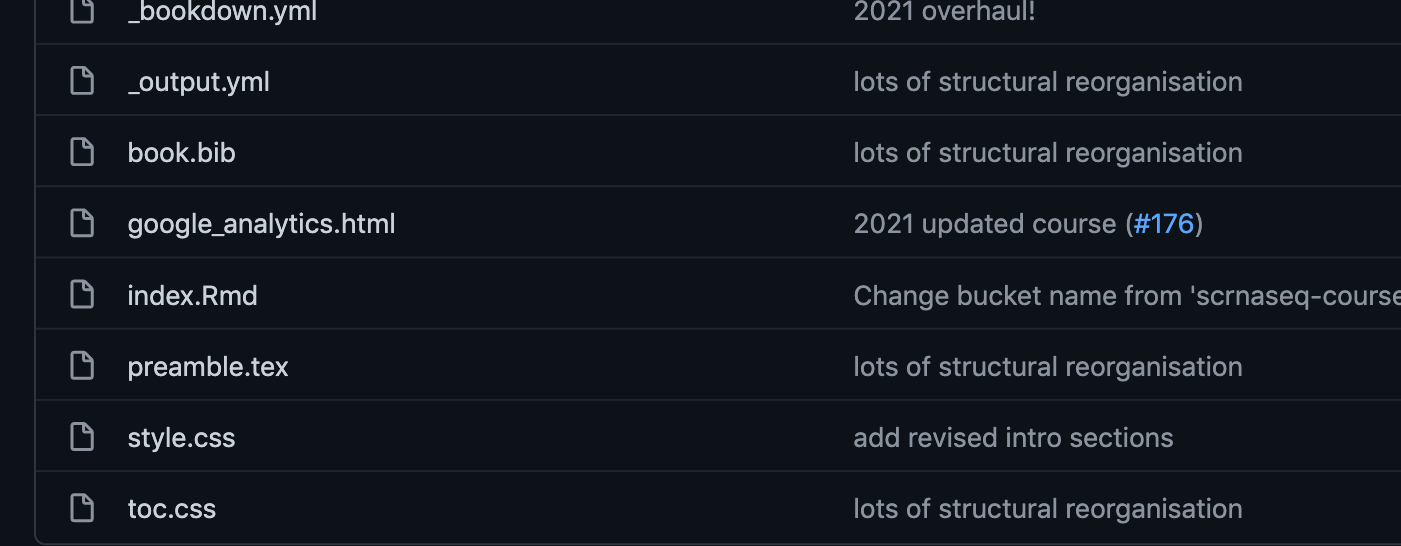 _bookdown.yml 2021 overhaul!
_output.yml lots of structural reorganisation
book.bib lots of structural reorganisation
google_analytics.html 2021 updated course (#176)
index.Rmd Change bucket name from 'scrnaseq-course
preamble.tex lots of structural reorganisation
style.css add revised intro sections
toc.css lots of structural reorganisation